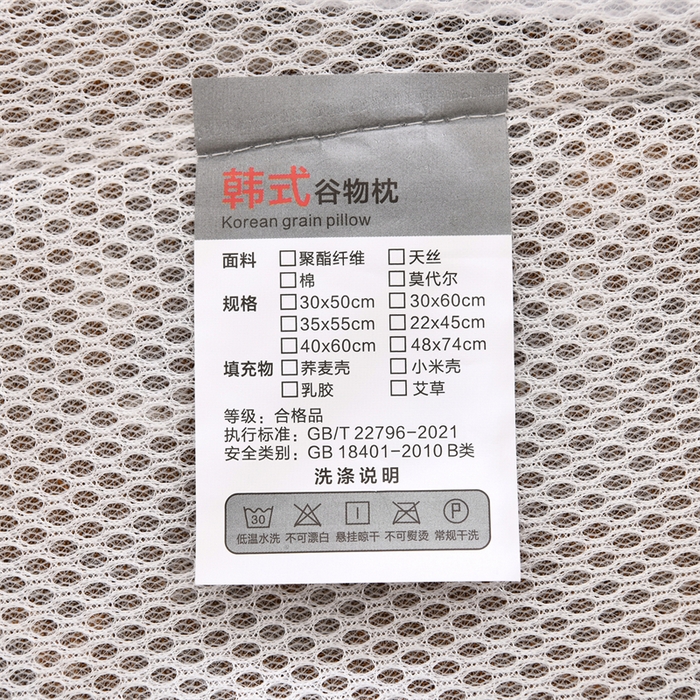 韩式谷物枕
Korean grain pillow
面料 □聚酯纤维 □天丝
□棉 □莫代尔
规格 □30x50cm □30x60cm
□35x55cm □22x45cm
□40x60cm □48x74cm
填充物 □荞麦壳 □小米壳
□乳胶 □艾草
等级：合格品
执行标准：GB/T 22796-2021
安全类别：GB 18401-2010 B类
洗涤说明
30 P
低温水洗 不可漂白 悬挂晾干 不可熨烫 常规干洗